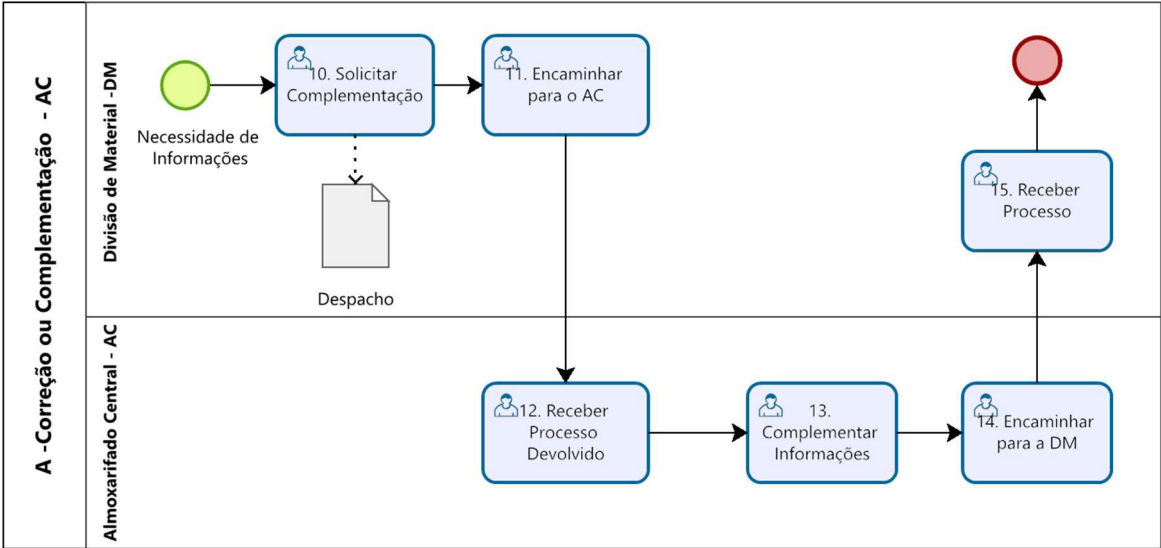 A -Correção ou Complementação - AC
Divisão de Material -DM
Necessidade de
Informações
10. Solicitar
Complementação
Despacho
11. Encaminhar
para o AC
15. Receber
Processo
Almoxarifado Central - AC
12. Receber
Processo
Devolvido
13.
Complementar
Informações
14. Encaminhar
para a DM